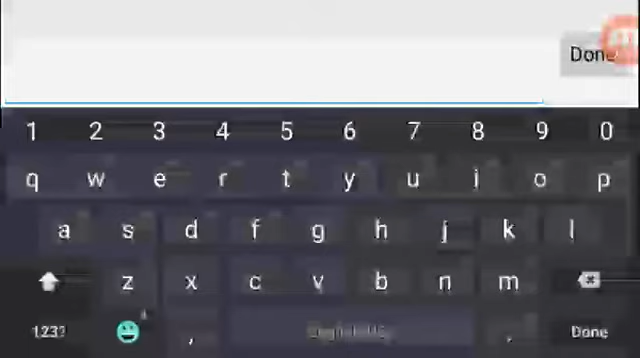 Done
1 2 3 4 5 6 7 8 9 0
q w e r t y u i o p
a s d f g h j k l
z x c v b n m
123? , . Done